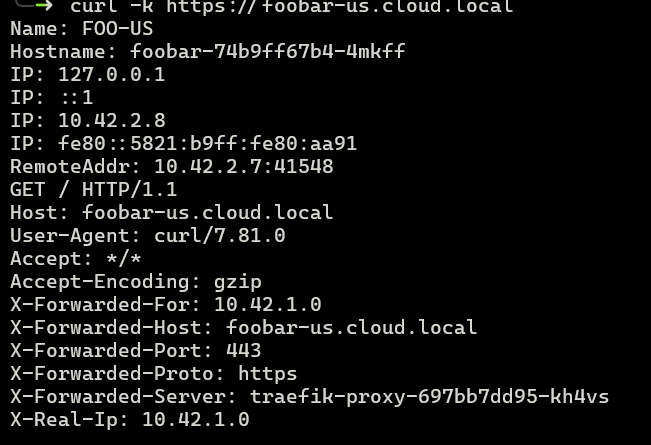 → curl -k https://foobar-us.cloud.local
Name: FOO-US
Hostname: foobar-74b9ff67b4-4mkff
IP: 127.0.0.1
IP: ::1
IP: 10.42.2.8
IP: fe80::5821:b9ff:fe80:aa91
RemoteAddr: 10.42.2.7:41548
GET / HTTP/1.1
Host: foobar-us.cloud.local
User-Agent: curl/7.81.0
Accept: */*
Accept-Encoding: gzip
X-Forwarded-For: 10.42.1.0
X-Forwarded-Host: foobar-us.cloud.local
X-Forwarded-Port: 443
X-Forwarded-Proto: https
X-Forwarded-Server: traefik-proxy-697bb7dd95-kh4vs
X-Real-Ip: 10.42.1.0